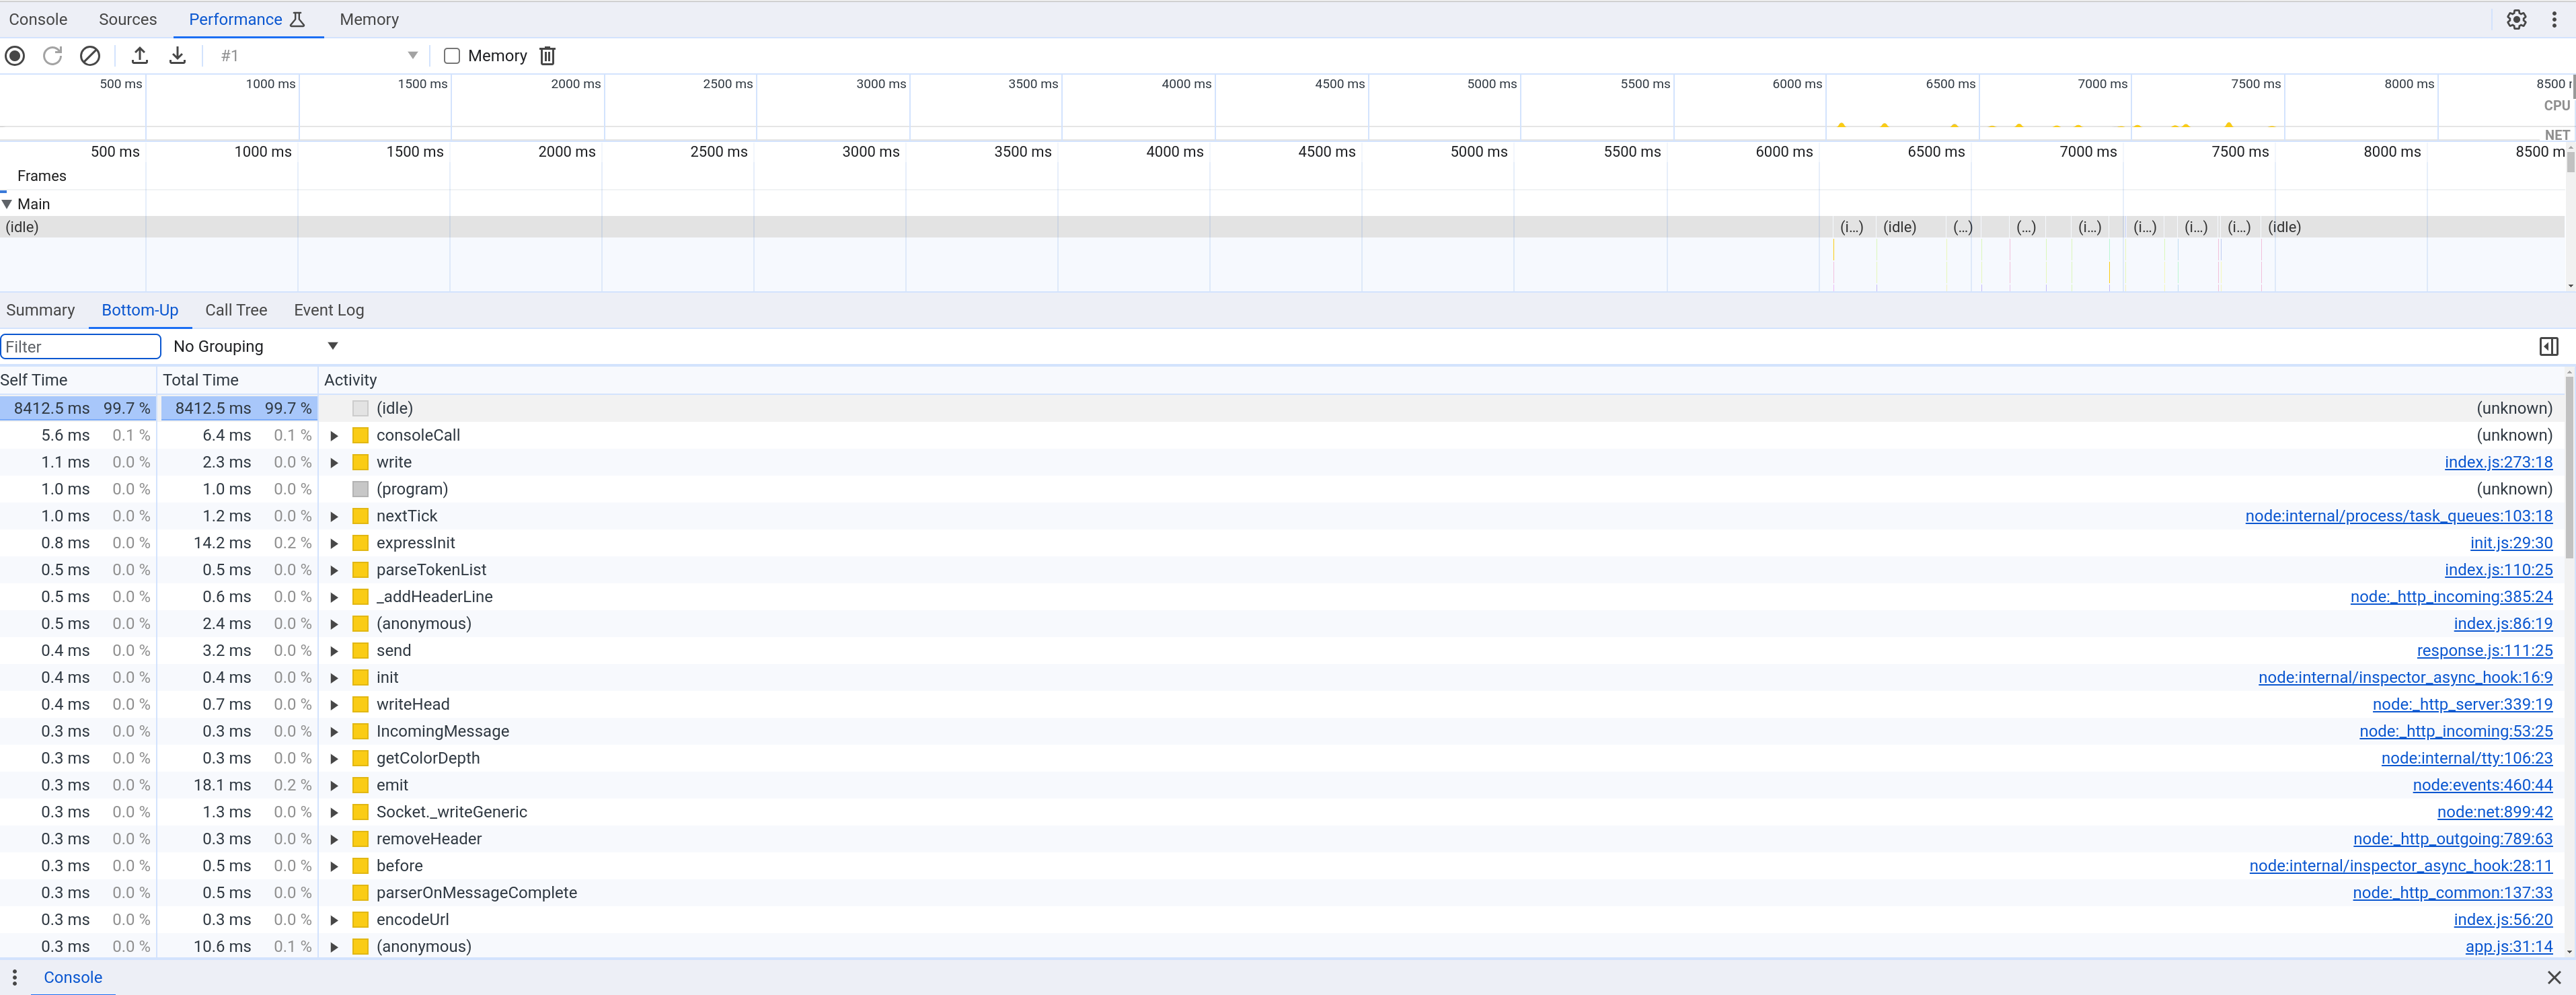 Console Sources Performance Memory
#1 Memory
500 ms 1000 ms 1500 ms 2000 ms 2500 ms 3000 ms 3500 ms 4000 ms 4500 ms 5000 ms 5500 ms 6000 ms 6500 ms 7000 ms 7500 ms 8000 ms 8500 r
CPU
NET
500 ms 1000 ms 1500 ms 2000 ms 2500 ms 3000 ms 3500 ms 4000 ms 4500 ms 5000 ms 5500 ms 6000 ms 6500 ms 7000 ms 7500 ms 8000 ms 8500 m
Frames
Main
(idle) (i...) (idle) (...) (...) (i...) (i...) (i...) (i...) (idle)
Summary Bottom-Up Call Tree Event Log
Filter No Grouping
Self Time Total Time Activity
8412.5 ms 99.7 % 8412.5 ms 99.7 % (idle) (unknown)
5.6 ms 0.1 % 6.4 ms 0.1 % consoleCall (unknown)
1.1 ms 0.0 % 2.3 ms 0.0 % write index.js:273:18
1.0 ms 0.0 % 1.0 ms 0.0 % (program) (unknown)
1.0 ms 0.0 % 1.2 ms 0.0 % nextTick node:internal/process/task_queues:103:18
0.8 ms 0.0 % 14.2 ms 0.2 % expressInit init.js:29:30
0.5 ms 0.0 % 0.5 ms 0.0 % parseTokenList index.js:110:25
0.5 ms 0.0 % 0.6 ms 0.0 % _addHeaderLine node:_http_incoming:385:24
0.5 ms 0.0 % 2.4 ms 0.0 % (anonymous) index.js:86:19
0.4 ms 0.0 % 3.2 ms 0.0 % send response.js:111:25
0.4 ms 0.0 % 0.4 ms 0.0 % init node:internal/inspector_async_hook:16:9
0.4 ms 0.0 % 0.7 ms 0.0 % writeHead node:_http_server:339:19
0.3 ms 0.0 % 0.3 ms 0.0 % IncomingMessage node:_http_incoming:53:25
0.3 ms 0.0 % 0.3 ms 0.0 % getColorDepth node:internal/tty:106:23
0.3 ms 0.0 % 18.1 ms 0.2 % emit node:events:460:44
0.3 ms 0.0 % 1.3 ms 0.0 % Socket._writeGeneric node:net:899:42
0.3 ms 0.0 % 0.3 ms 0.0 % removeHeader node:_http_outgoing:789:63
0.3 ms 0.0 % 0.5 ms 0.0 % before node:internal/inspector_async_hook:28:11
0.3 ms 0.0 % 0.5 ms 0.0 % parserOnMessageComplete node:_http_common:137:33
0.3 ms 0.0 % 0.3 ms 0.0 % encodeUrl index.js:56:20
0.3 ms 0.0 % 10.6 ms 0.1 % (anonymous) app.js:31:14
Console